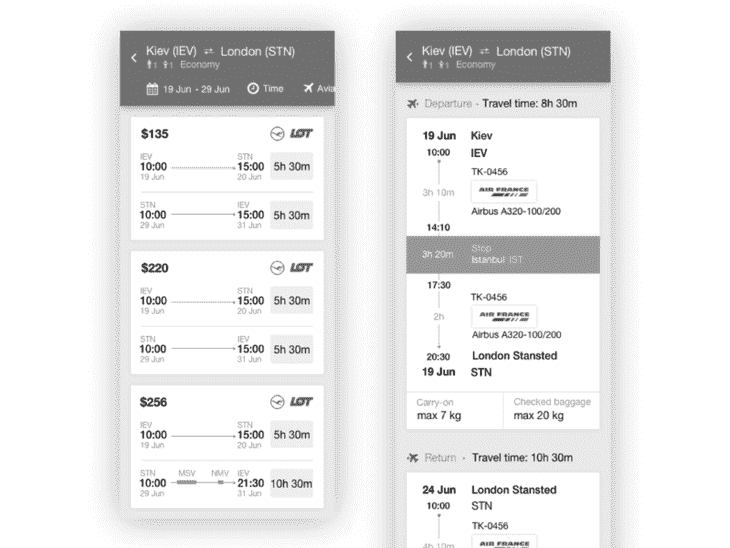 Kiev (IEV) ⇄ London (STN)
1 1 Economy
19 Jun - 29 Jun Time Avia
$135 LOT
IEV STN
10:00 15:00 5h 30m
19 Jun 20 Jun
STN IEV
10:00 15:00 5h 30m
29 Jun 31 Jun
$220 LOT
IEV STN
10:00 15:00 5h 30m
19 Jun 20 Jun
STN IEV
10:00 15:00 5h 30m
29 Jun 31 Jun
$256 LOT
IEV STN
10:00 15:00 5h 30m
19 Jun 20 Jun
STN MSV NMV IEV
10:00 21:30 10h 30m
29 Jun 31 Jun
Kiev (IEV) ⇄ London (STN)
1 1 Economy
Departure - Travel time: 8h 30m
19 Jun Kiev
10:00 IEV
TK-0456
3h 10m AIR FRANCE
Airbus A320-100/200
14:10
3h 20m Stop
Istanbul IST
17:30
TK-0456
2h AIR FRANCE
Airbus A320-100/200
20:30 London Stansted
19 Jun STN
Carry-on Checked baggage
max 7 kg max 20 kg
Return - Travel time: 10h 30m
24 Jun London Stansted
10:00 STN
TK-0456
4h 10m AIR FRANCE